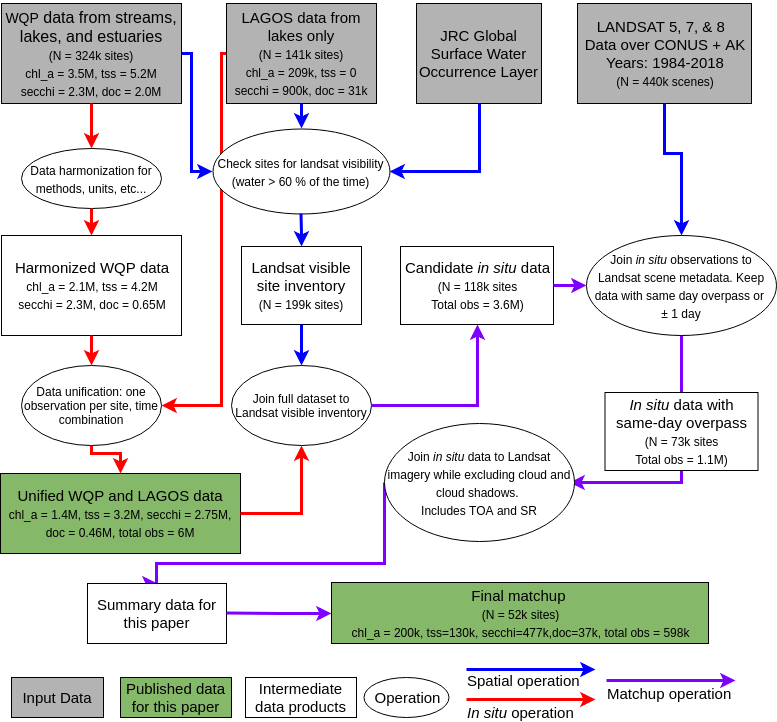 WQP data from streams,
lakes, and estuaries
(N = 324k sites)
chl_a = 3.5M, tss = 5.2M
secchi = 2.3M, doc = 2.0M
LAGOS data from
lakes only
(N = 141k sites)
chl_a = 209k, tss = 0
secchi = 900k, doc = 31k
JRC Global
Surface Water
Occurrence Layer
LANDSAT 5, 7, & 8
Data over CONUS + AK
Years: 1984-2018
(N = 440k scenes)
Data harmonization for
methods, units, etc...
Check sites for landsat visibility
(water > 60 % of the time)
Harmonized WQP data
chl_a = 2.1M, tss = 4.2M
secchi = 2.3M, doc = 0.65M
Landsat visible
site inventory
(N = 199k sites)
Candidate in situ data
(N = 118k sites
Total obs = 3.6M)
Join in situ observations to
Landsat scene metadata. Keep
data with same day overpass or
± 1 day
Data unification: one
observation per site, time
combination
Join full dataset to
Landsat visible inventory
In situ data with
same-day overpass
(N = 73k sites
Total obs = 1.1M)
Join in situ data to Landsat
imagery while excluding cloud and
cloud shadows.
Includes TOA and SR
Unified WQP and LAGOS data
chl_a = 1.4M, tss = 3.2M, secchi = 2.75M,
doc = 0.46M, total obs = 6M
Summary data for
this paper
Final matchup
(N = 52k sites)
chl_a = 200k, tss=130k, secchi=477k,doc=37k, total obs = 598k
Input Data
Published data
for this paper
Intermediate
data products
Operation
Spatial operation
In situ operation
Matchup operation